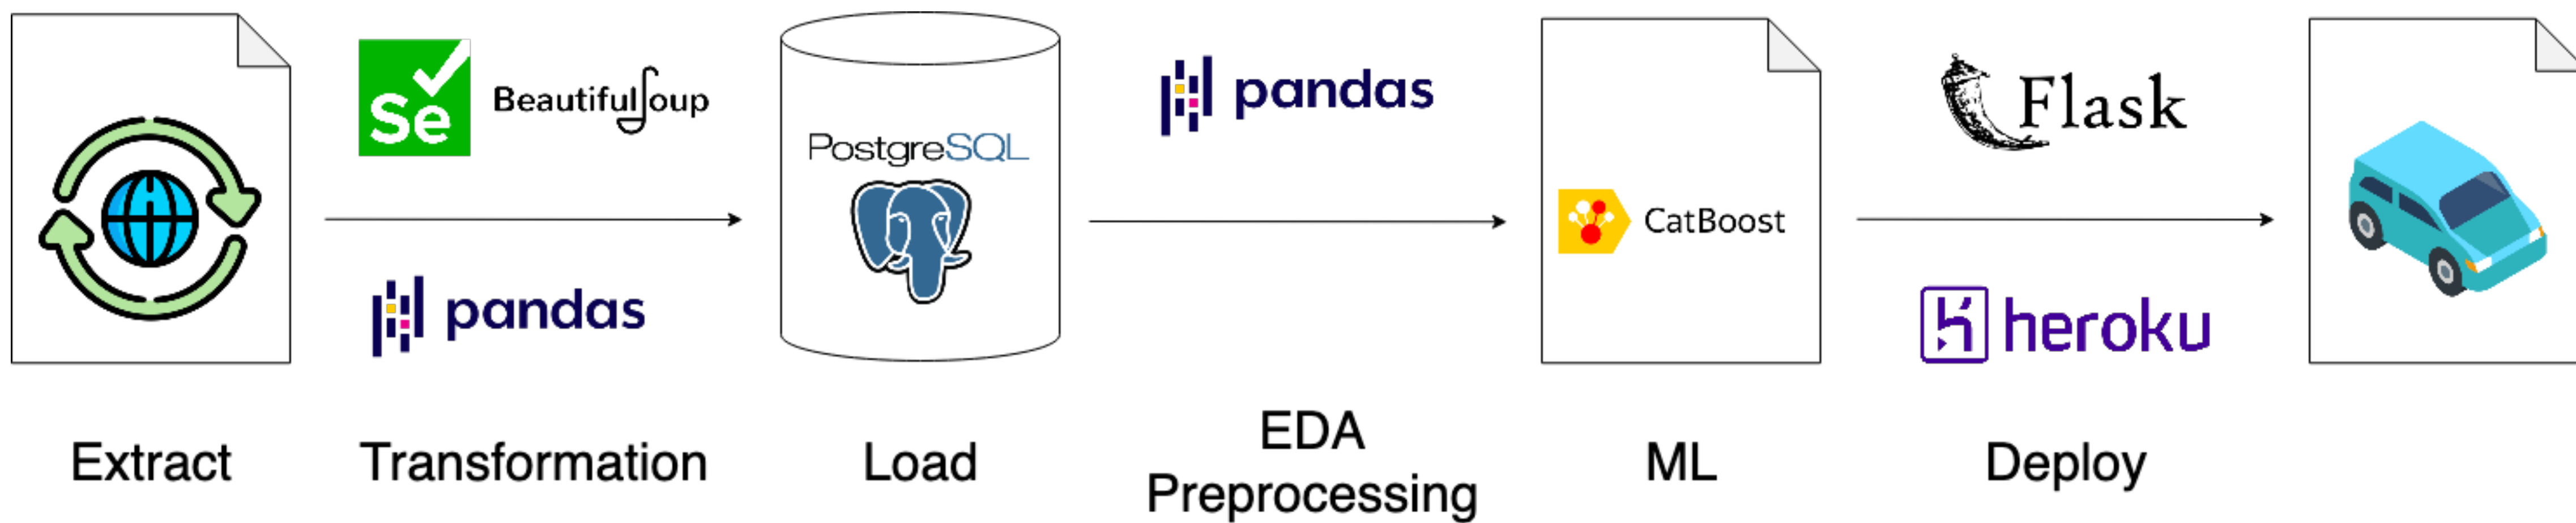 Se
BeautifulSoup
pandas
PostgreSQL
pandas
CatBoost
Flask
heroku
Extract
Transformation
Load
EDA
Preprocessing
ML
Deploy